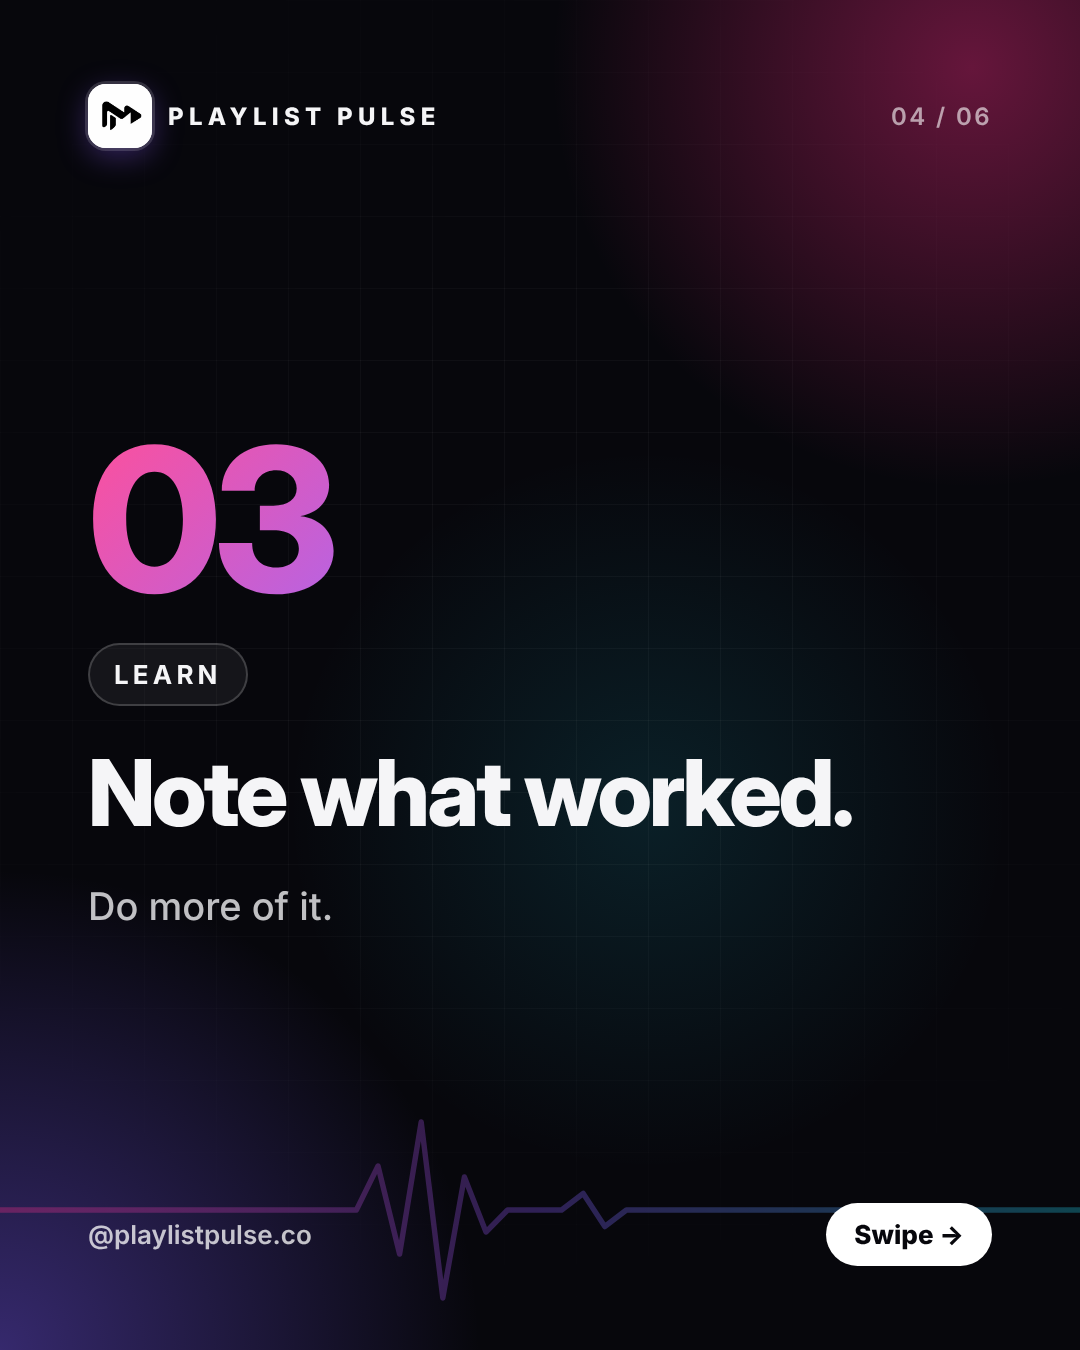 PLAYLIST PULSE
04 / 06
03
LEARN
Note what worked.
Do more of it.
@playlistpulse.co
Swipe →